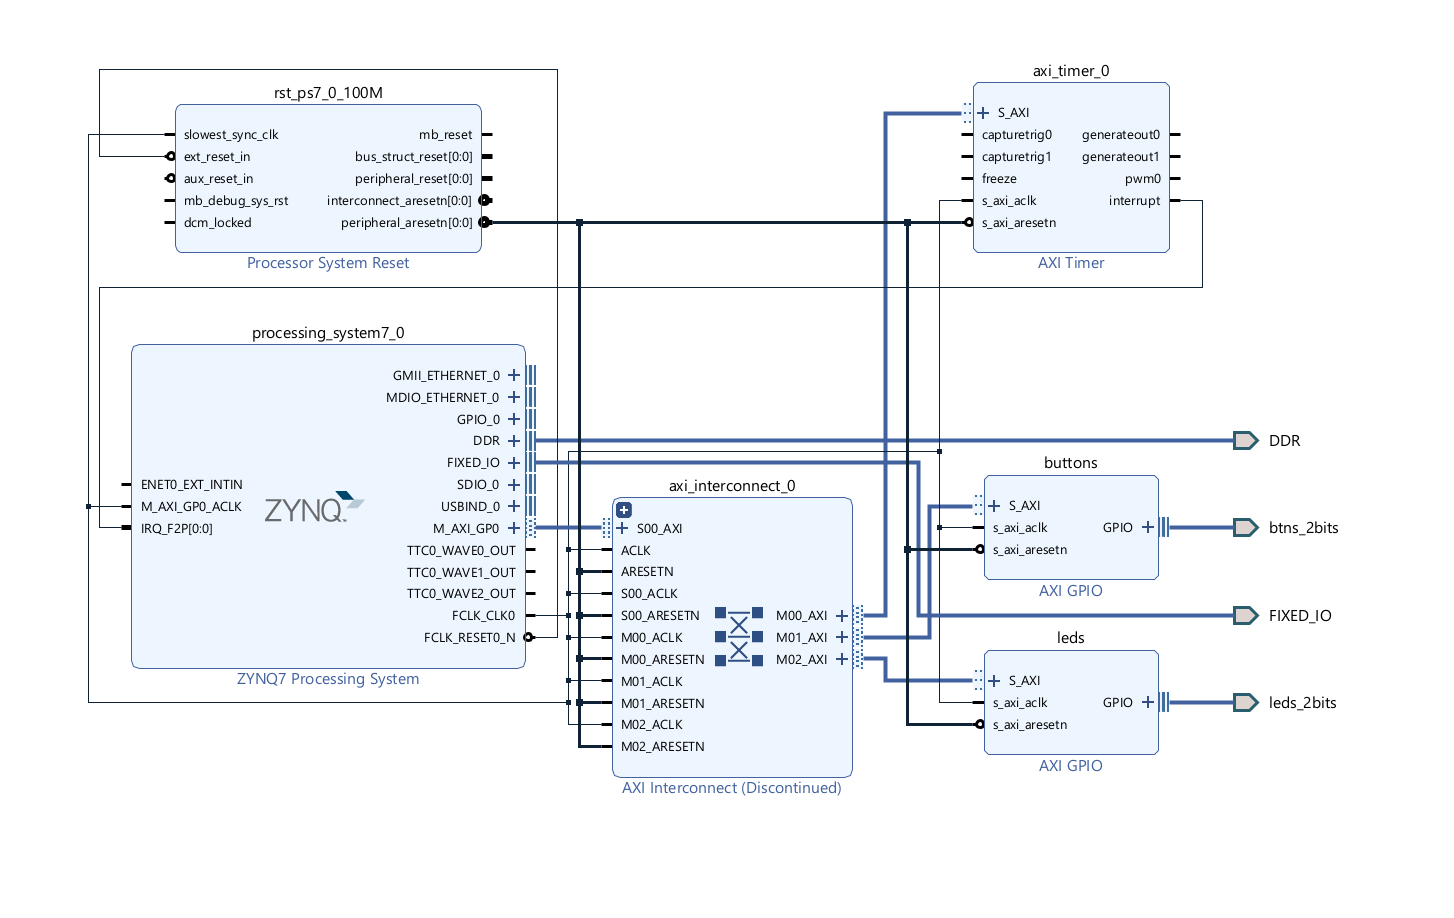 rst_ps7_0_100M
slowest_sync_clk
ext_reset_in
aux_reset_in
mb_debug_sys_rst
dcm_locked
mb_reset
bus_struct_reset[0:0]
peripheral_reset[0:0]
interconnect_aresetn[0:0]
peripheral_aresetn[0:0]
Processor System Reset
axi_timer_0
S_AXI
capturetrig0
capturetrig1
freeze
s_axi_aclk
s_axi_aresetn
generateout0
generateout1
pwm0
interrupt
AXI Timer
processing_system7_0
ENET0_EXT_INTIN
M_AXI_GP0_ACLK
IRQ_F2P[0:0]
ZYNQ
GMII_ETHERNET_0
MDIO_ETHERNET_0
GPIO_0
DDR
FIXED_IO
SDIO_0
USBIND_0
M_AXI_GP0
TTC0_WAVE0_OUT
TTC0_WAVE1_OUT
TTC0_WAVE2_OUT
FCLK_CLK0
FCLK_RESET0_N
ZYNQ7 Processing System
axi_interconnect_0
S00_AXI
ACLK
ARESETN
S00_ACLK
S00_ARESETN
M00_ACLK
M00_ARESETN
M01_ACLK
M01_ARESETN
M02_ACLK
M02_ARESETN
M00_AXI
M01_AXI
M02_AXI
AXI Interconnect (Discontinued)
buttons
S_AXI
s_axi_aclk
s_axi_aresetn
GPIO
AXI GPIO
leds
S_AXI
s_axi_aclk
s_axi_aresetn
GPIO
AXI GPIO
DDR
btns_2bits
FIXED_IO
leds_2bits